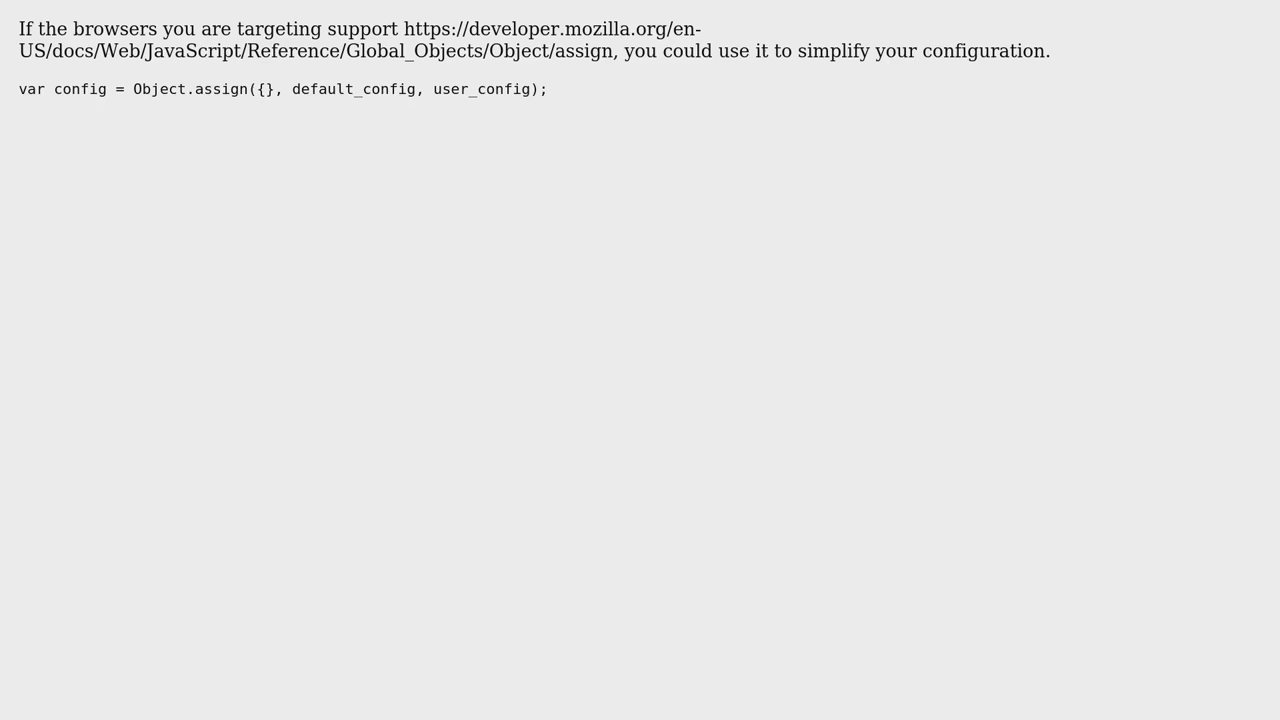 If the browsers you are targeting support https://developer.mozilla.org/en-
US/docs/Web/JavaScript/Reference/Global_Objects/Object/assign, you could use it to simplify your configuration.
var config = Object.assign({}, default_config, user_config);